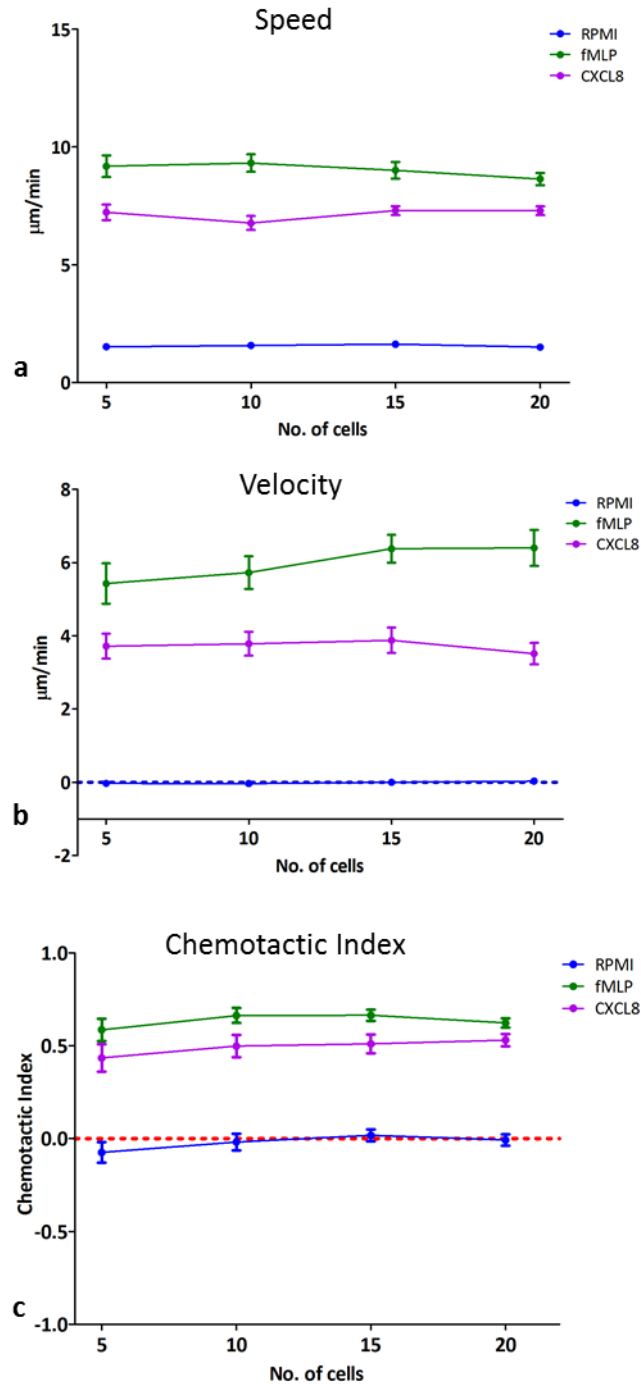 Speed
RPMI
fMLP
CXCL8
15
10
5
0
μm/min
5 10 15 20
No. of cells
a
Velocity
RPMI
fMLP
CXCL8
8
6
4
2
0
-2
μm/min
5 10 15 20
No. of cells
b
Chemotactic Index
RPMI
fMLP
CXCL8
1.0
0.5
0.0
-0.5
-1.0
Chemotactic Index
5 10 15 20
No. of cells
c